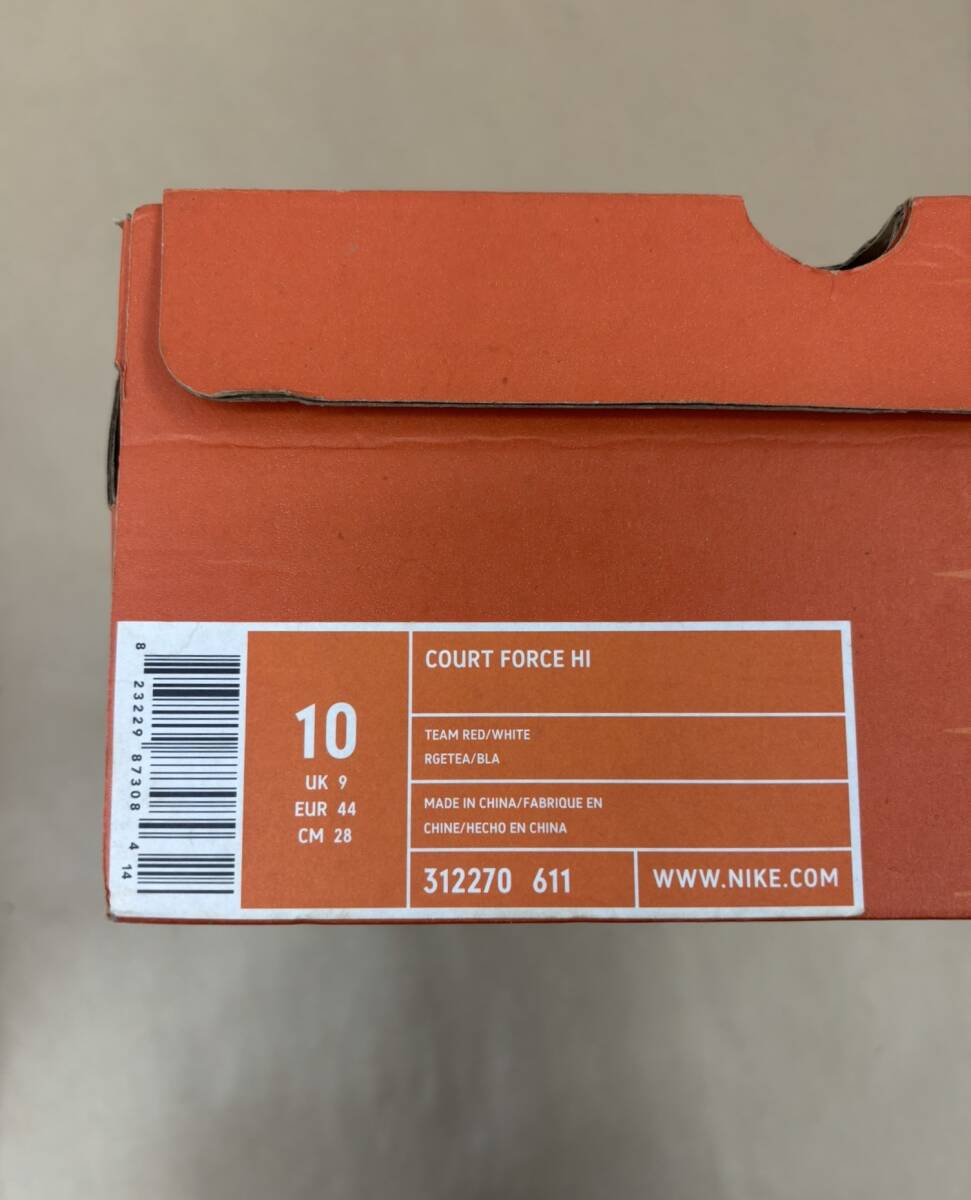 8 23229 87308 4 14
10
UK 9
EUR 44
CM 28
COURT FORCE HI
TEAM RED/WHITE
RGETEA/BLA
MADE IN CHINA/FABRIQUE EN
CHINE/HECHO EN CHINA
312270 611
WWW.NIKE.COM